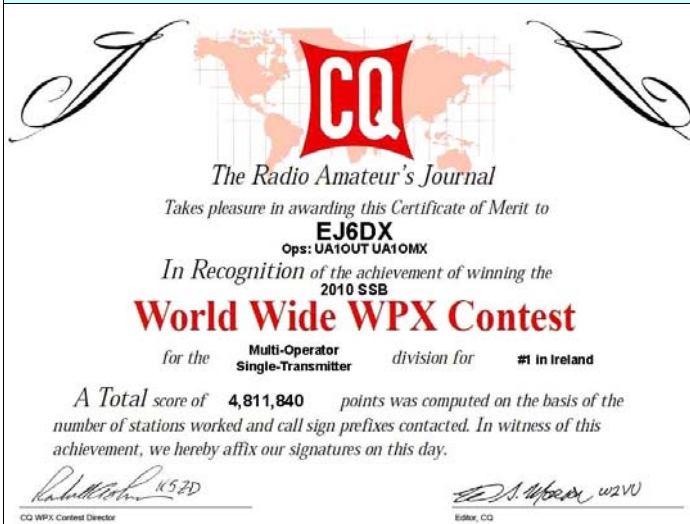 CQ
The Radio Amateur's Journal
Takes pleasure in awarding this Certificate of Merit to
EJ6DX
Ops: UA1OUT UA1OMX
In Recognition of the achievement of winning the
2010 SSB
World Wide WPX Contest
for the Multi-Operator Single-Transmitter division for #1 in Ireland
A Total score of 4,811,840 points was computed on the basis of the
number of stations worked and call sign prefixes contacted. In witness of this
achievement, we hereby affix our signatures on this day.
K5ZD
W2VU
CQ WPX Contest Director
Editor, CQ